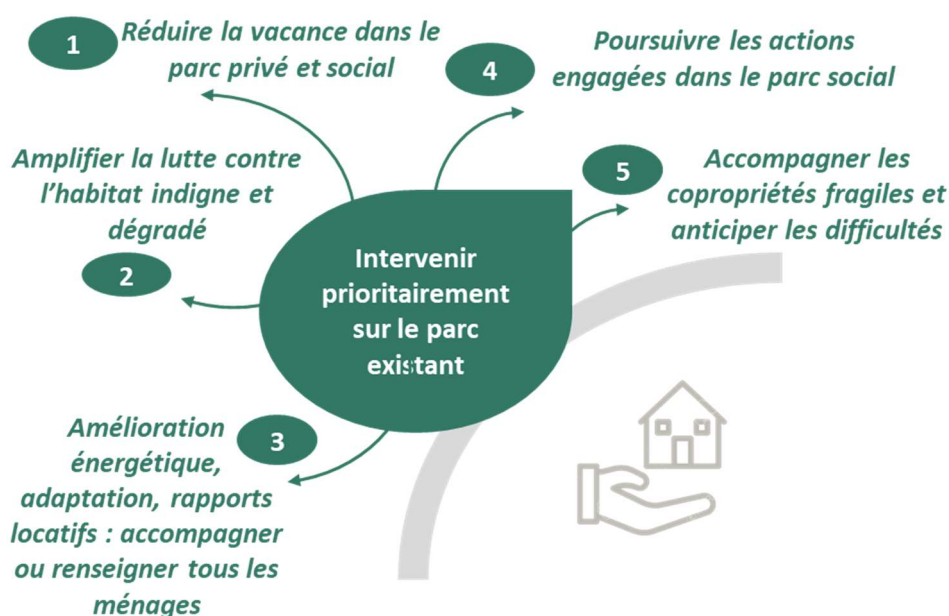 1
Réduire la vacance dans le
parc privé et social
Amplifier la lutte contre
l'habitat indigne et
dégradé
2
Amélioration
énergétique,
3
adaptation, rapports
locatifs : accompagner
ou renseigner tous les
ménages
4
Poursuivre les actions
engagées dans le parc social
5
Accompagner les
copropriétés fragiles et
anticiper les difficultés
Intervenir
prioritairement
sur le parc
existant